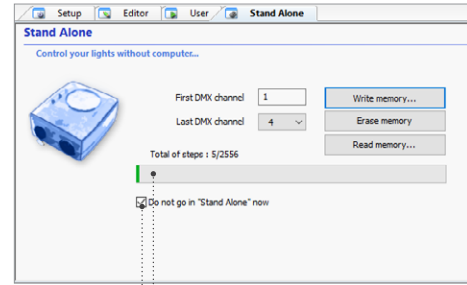 Setup Editor User Stand Alone
Stand Alone
Control your lights without computer...
First DMX channel 1 Write memory...
Last DMX channel 4 Erase memory
Read memory...
Total of steps : 5/2556
Do not go in "Stand Alone" now